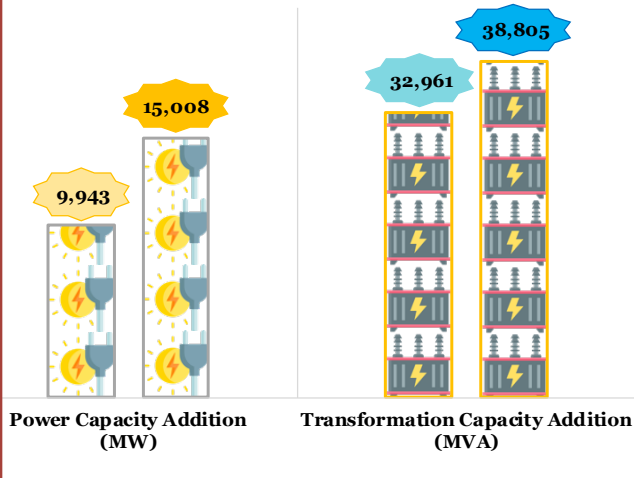 38,805
32,961
15,008
9,943
Power Capacity Addition
(MW)
Transformation Capacity Addition
(MVA)